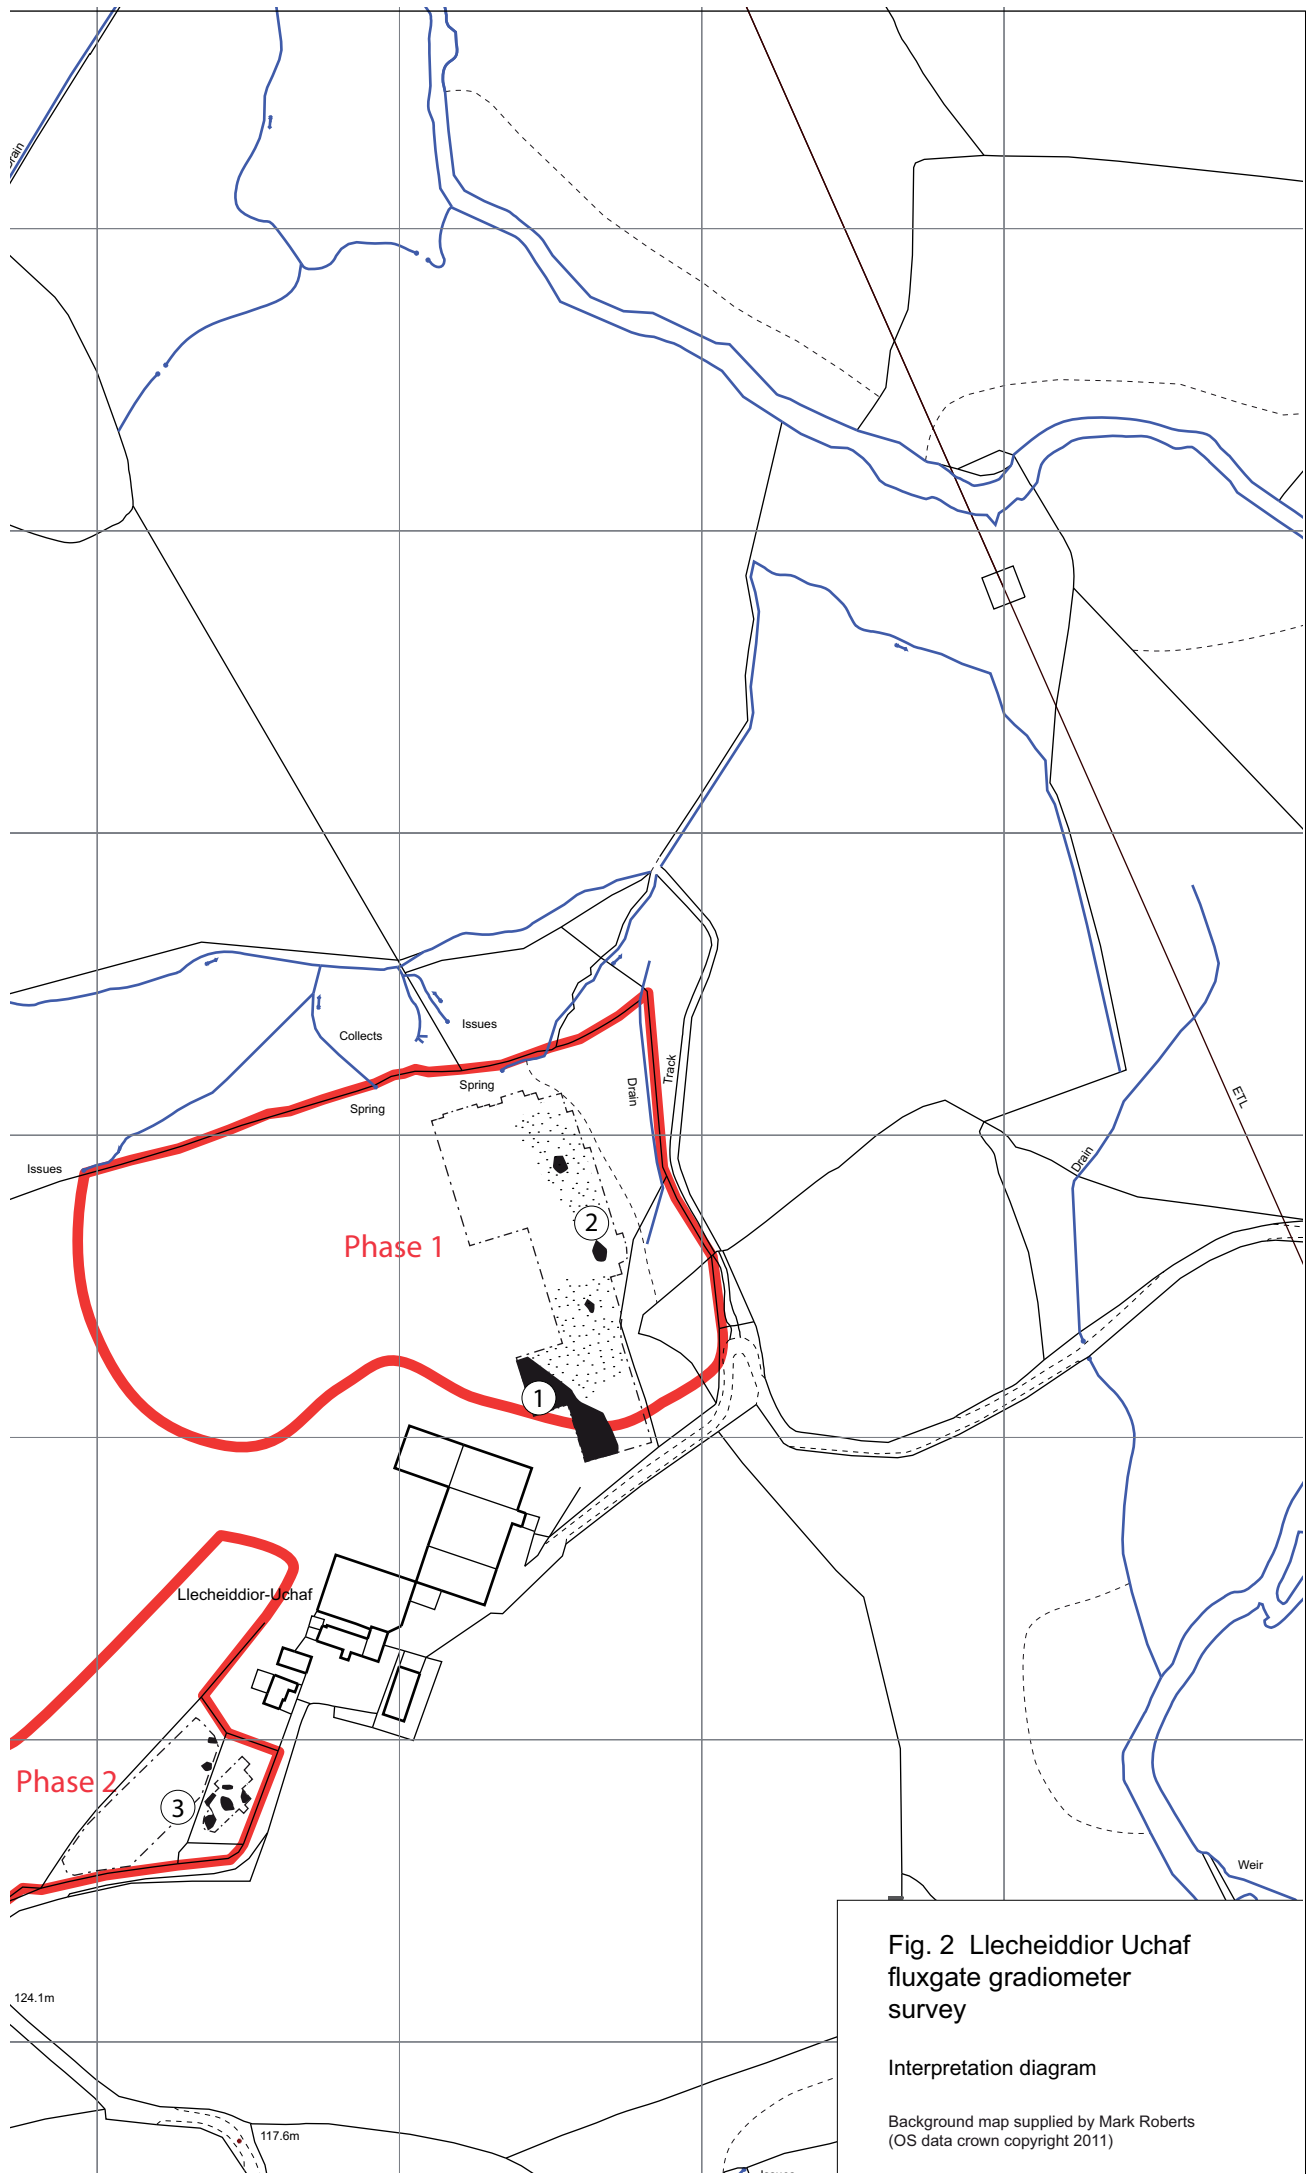 Drain
Issues
Collects
Spring
Track
Drain
Spring
Issues
ETL
Drain
2
Phase 1
1
Llecheiddior-Uchaf
Phase 2
3
Weir
Fig. 2 Llecheiddior Uchaf
fluxgate gradiometer
survey
Interpretation diagram
Background map supplied by Mark Roberts
(OS data crown copyright 2011)
124.1m
117.6m